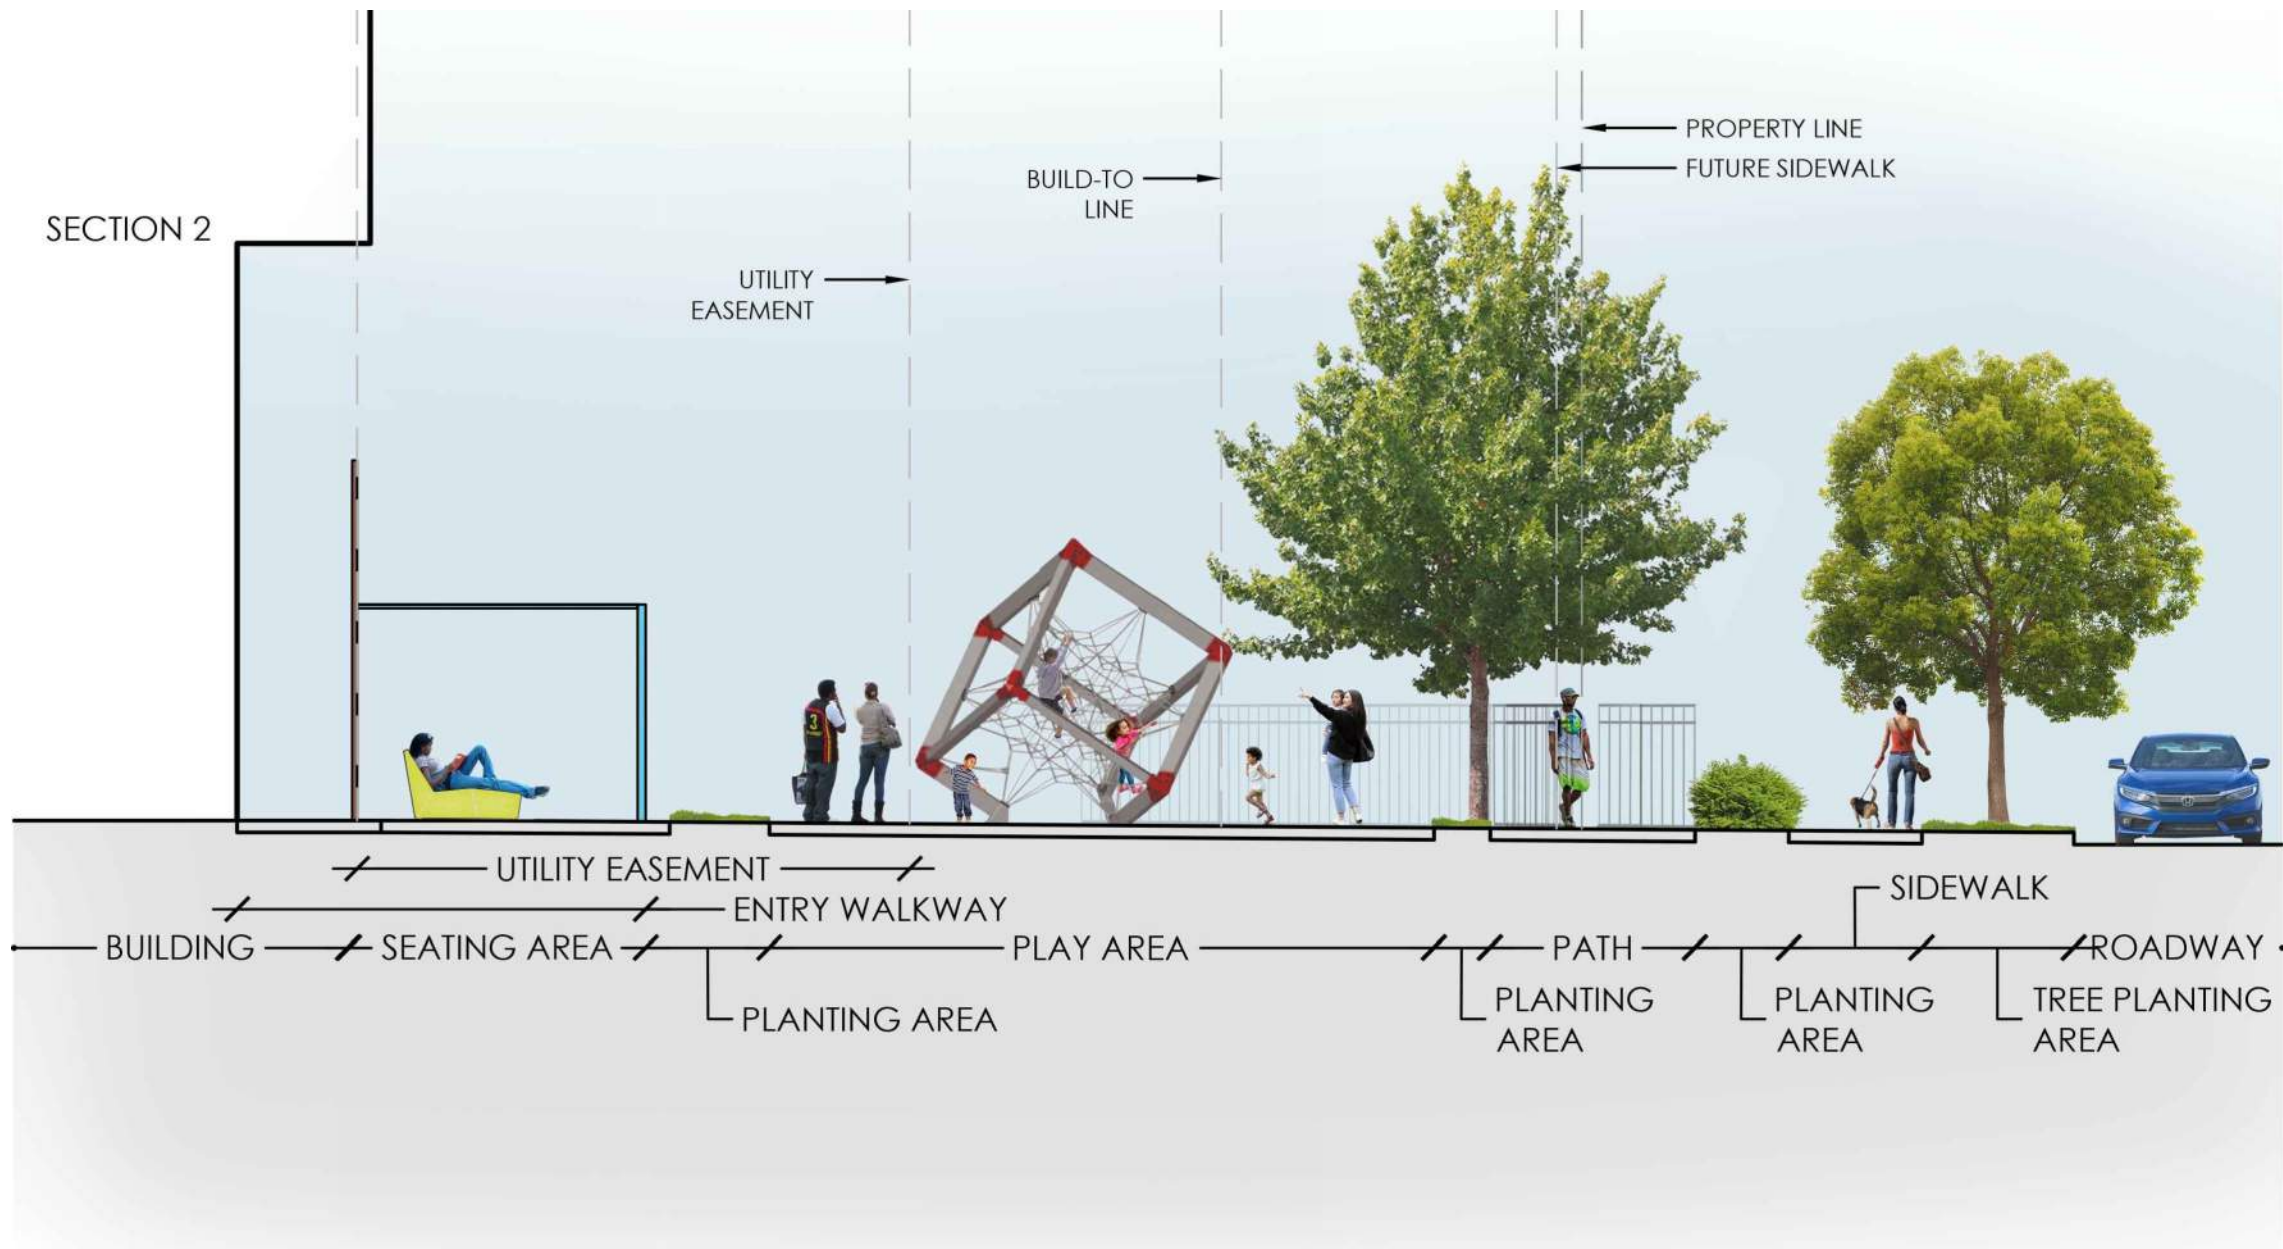 PROPERTY LINE
FUTURE SIDEWALK
BUILD-TO
LINE
SECTION 2
UTILITY
EASEMENT
3
UTILITY EASEMENT
SIDEWALK
ENTRY WALKWAY
BUILDING
SEATING AREA
PLAY AREA
PATH
ROADWAY
PLANTING AREA
PLANTING
AREA
PLANTING
AREA
TREE PLANTING
AREA